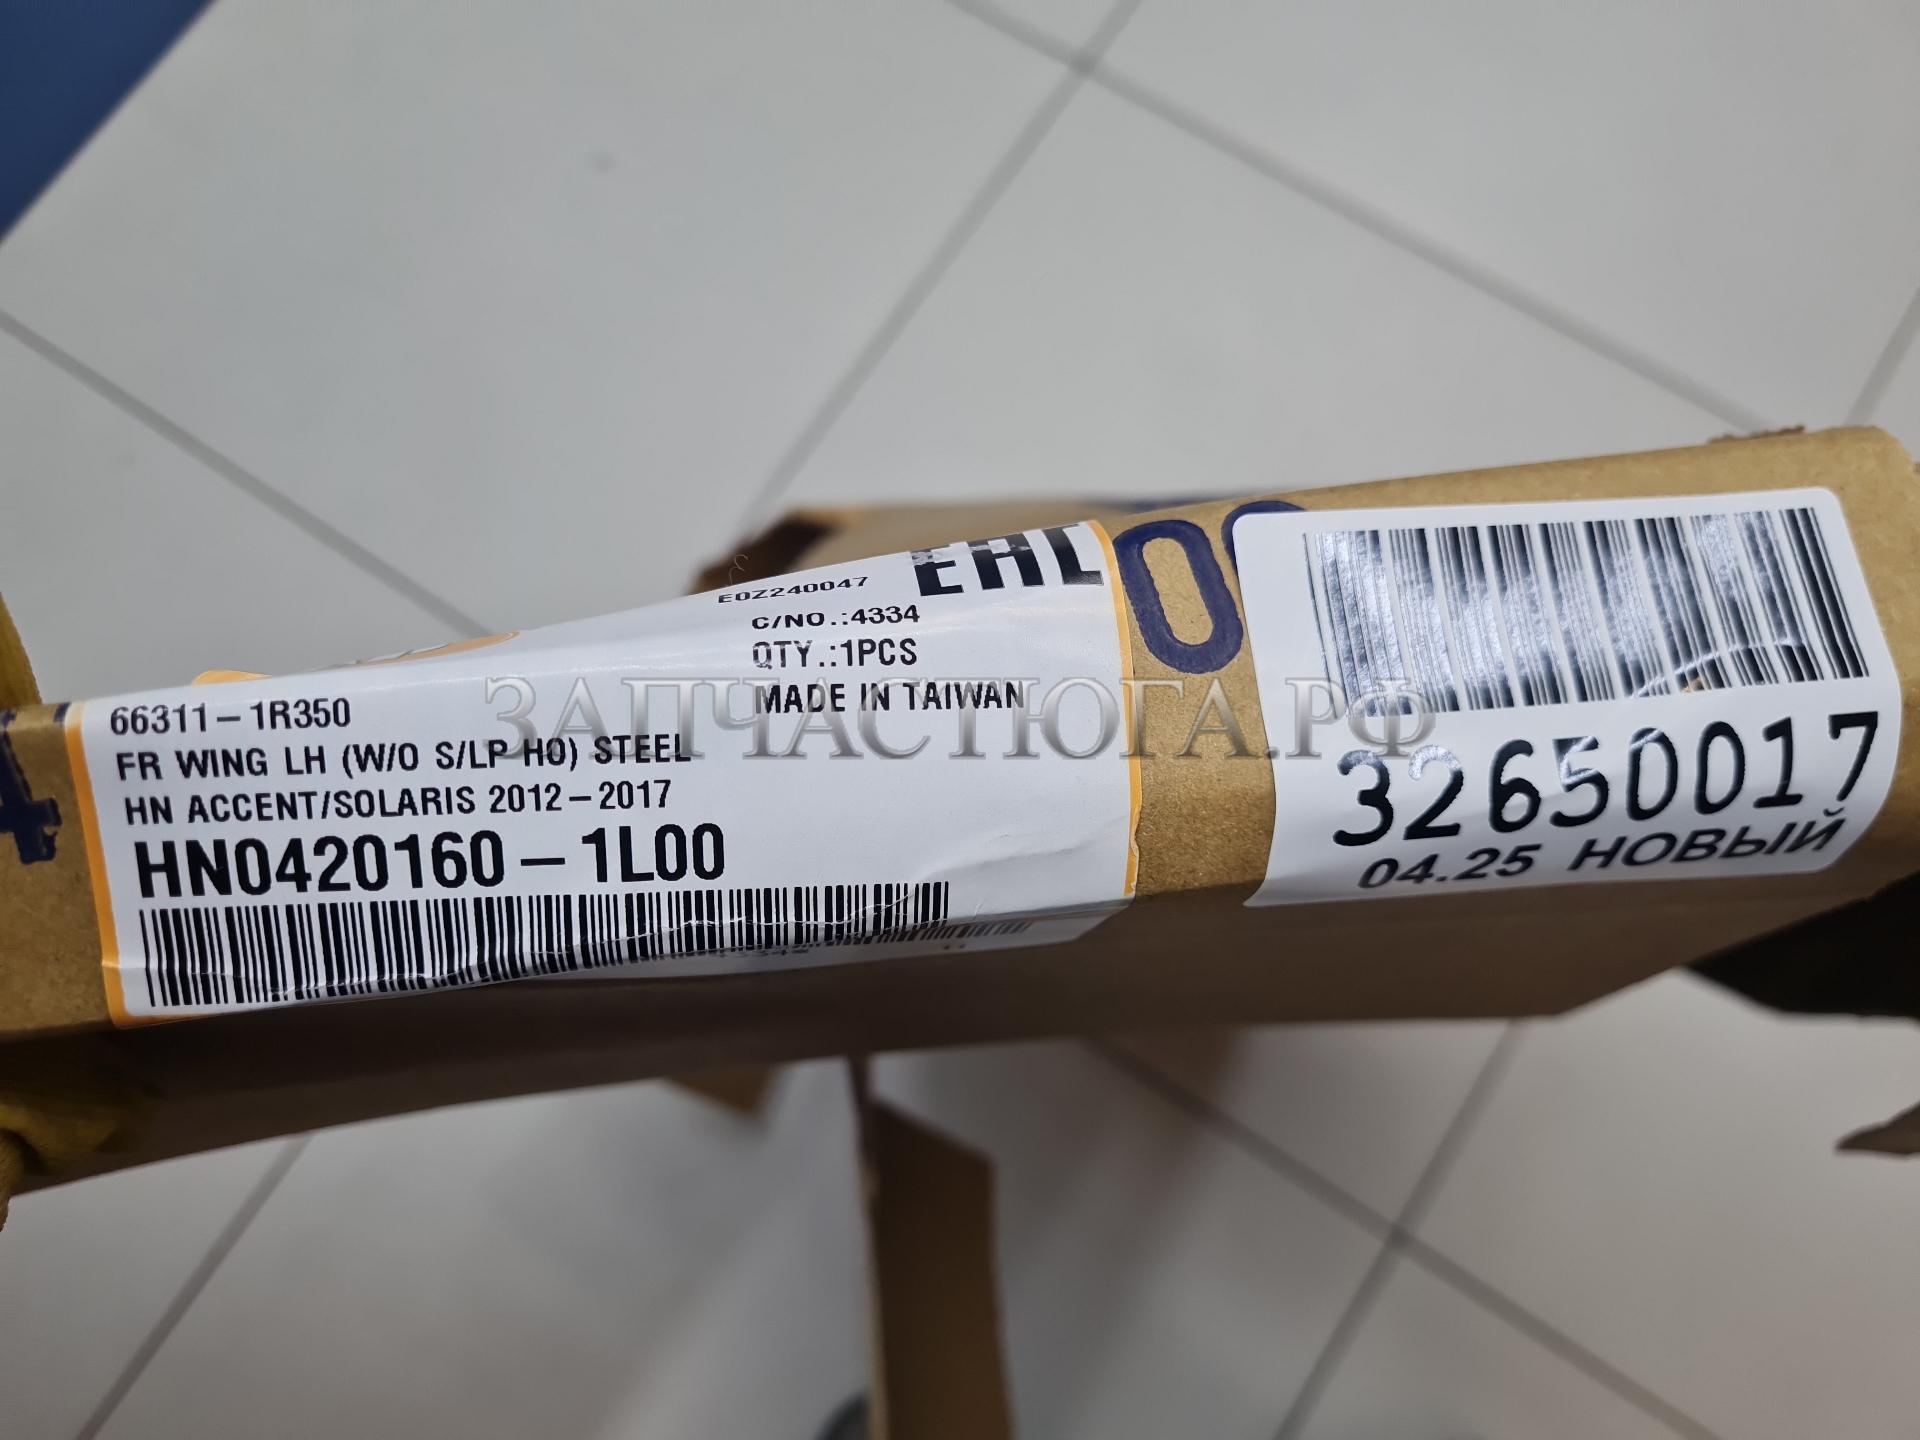 E0Z240047
EAC
C/NO.:4334
QTY.:1PCS
MADE IN TAIWAN
66311-1R350
FR WING LH (W/O S/LP HO) STEEL
HN ACCENT/SOLARIS 2012-2017
HN0420160-1L00
32650017
04.25 НОВЫЙ
ЗАПЧАСТЮГА.РФ